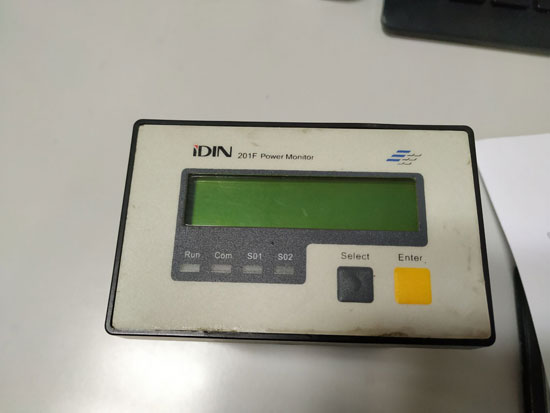 iDIN 201F Power Monitor
Run Com S01 S02
Select Enter